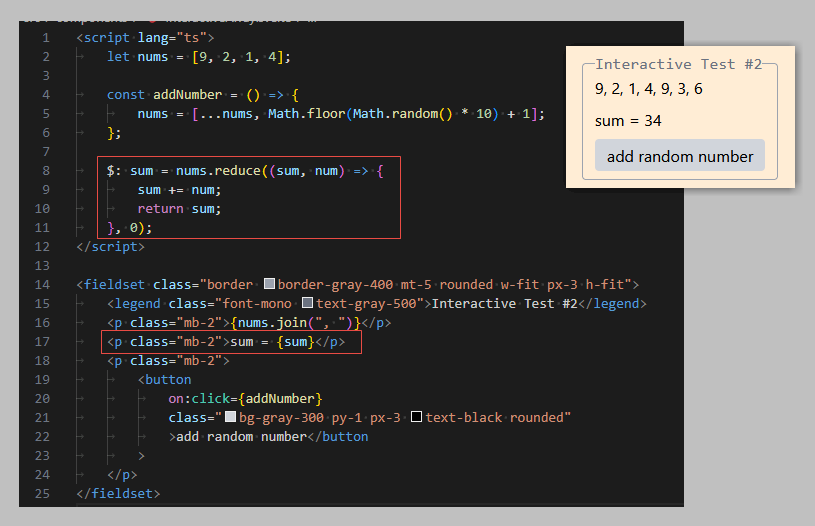 1 <script lang="ts">
2 let nums = [9, 2, 1, 4];
3
4 const addNumber = () => {
5 nums = [...nums, Math.floor(Math.random() * 10) + 1];
6 };
7
8 $: sum = nums.reduce((sum, num) => {
9 sum += num;
10 return sum;
11 }, 0);
12 </script>
13
14 <fieldset class="border border-gray-400 mt-5 rounded w-fit px-3 h-fit">
15 <legend class="font-mono text-gray-500">Interactive Test #2</legend>
16 <p class="mb-2">{nums.join(", ")}</p>
17 <p class="mb-2">sum = {sum}</p>
18 <p class="mb-2">
19 <button
20 on:click={addNumber}
21 class="bg-gray-300 py-1 px-3 text-black rounded"
22 >add random number</button
23 >
24 </p>
25 </fieldset>
Interactive Test #2
9, 2, 1, 4, 9, 3, 6
sum = 34
add random number